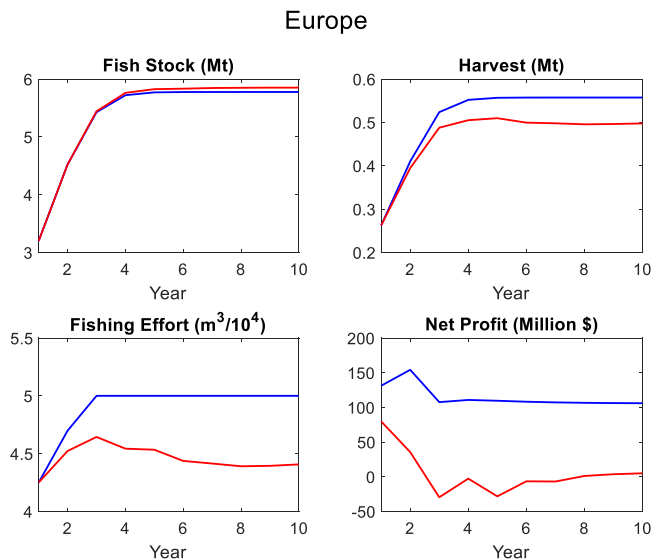 Europe
Fish Stock (Mt)
6
5
4
3
2 4 6 8 10
Year
Harvest (Mt)
0.6
0.5
0.4
0.3
0.2
2 4 6 8 10
Year
Fishing Effort (m³/10⁴)
5.5
5
4.5
4
2 4 6 8 10
Year
Net Profit (Million $)
200
150
100
50
0
-50
2 4 6 8 10
Year